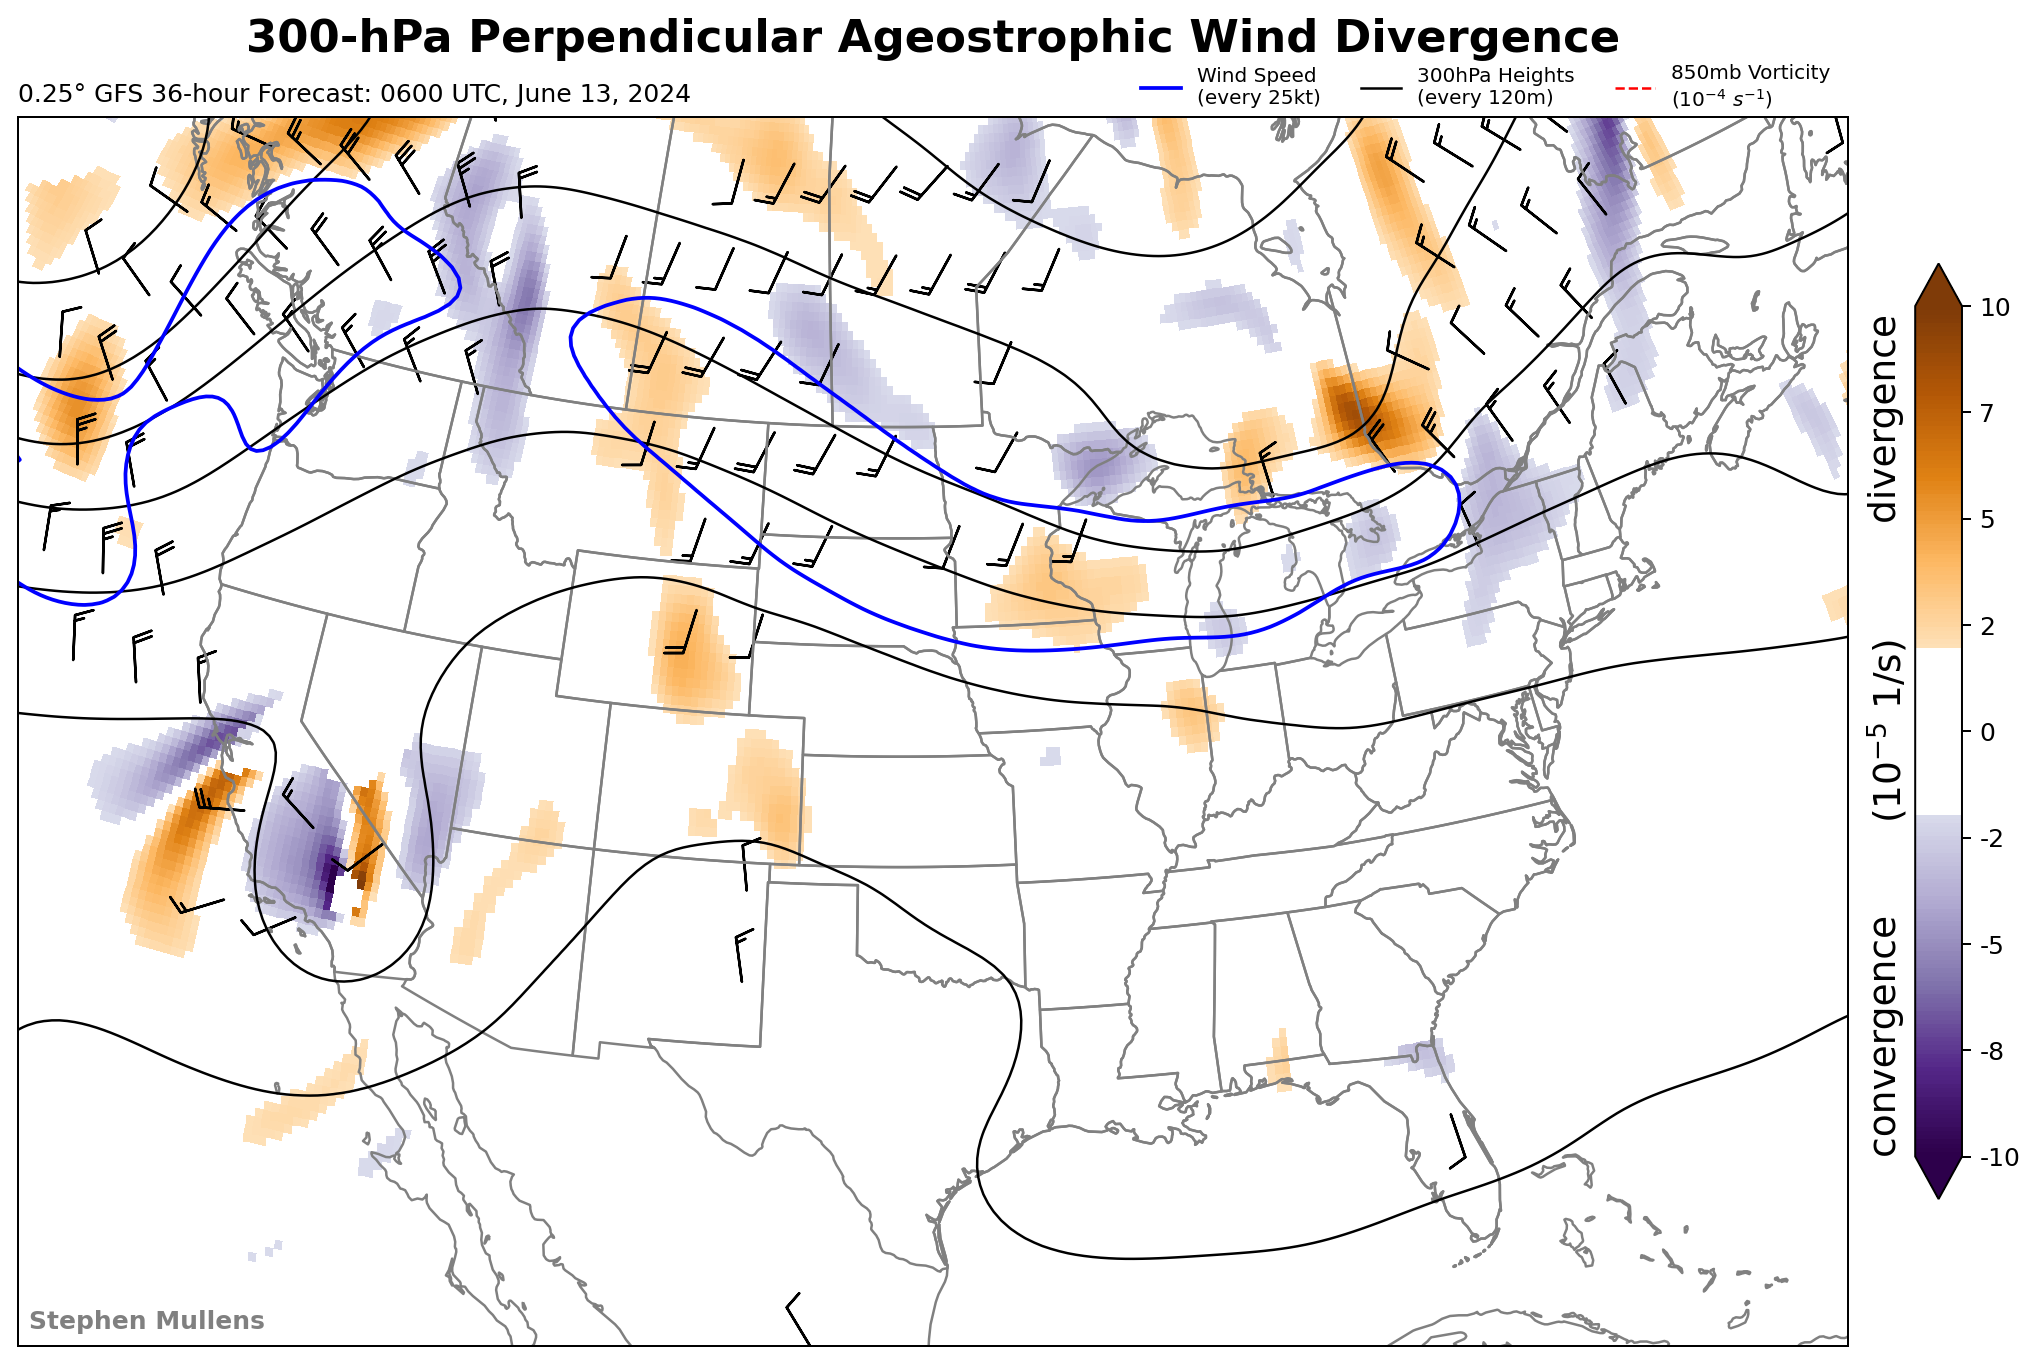 300-hPa Perpendicular Ageostrophic Wind Divergence
0.25° GFS 36-hour Forecast: 0600 UTC, June 13, 2024
Wind Speed
(every 25kt)
300hPa Heights
(every 120m)
850mb Vorticity
(10⁻⁴ s⁻¹)
10
7
5
2
0
-2
-5
-8
-10
convergence (10⁻⁵ 1/s) divergence
Stephen Mullens